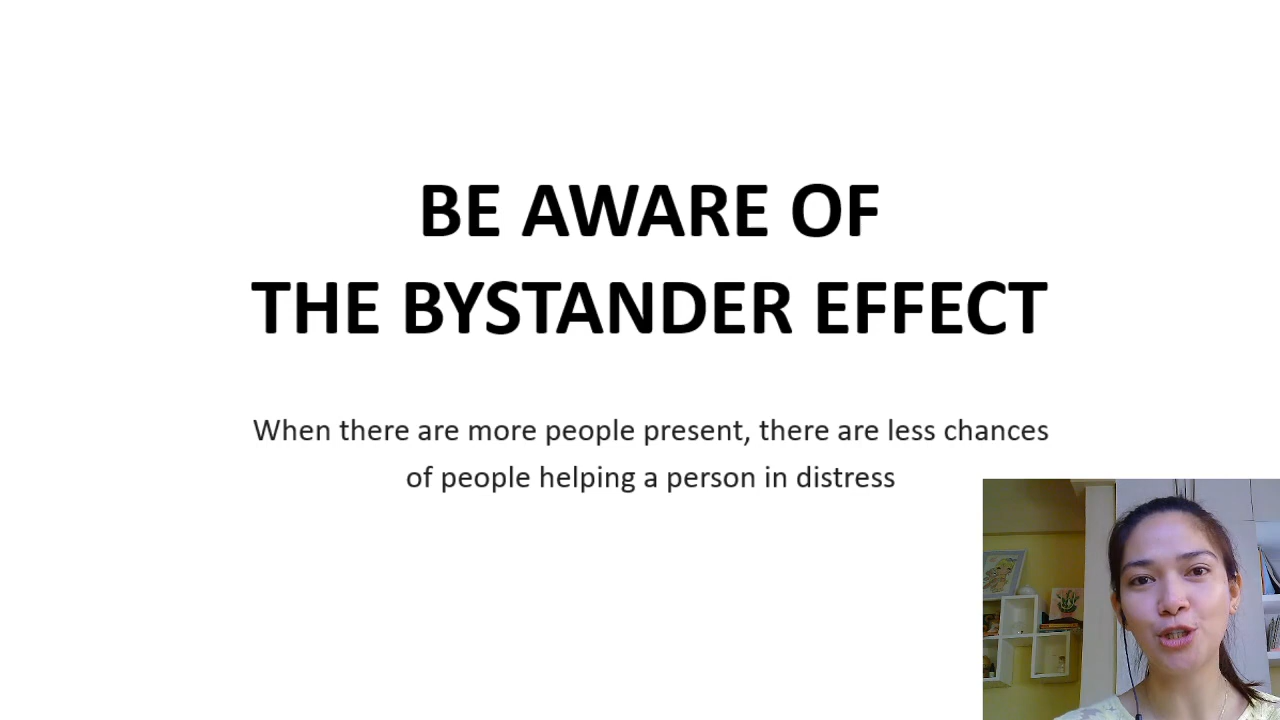 BE AWARE OF
THE BYSTANDER EFFECT
When there are more people present, there are less chances
of people helping a person in distress